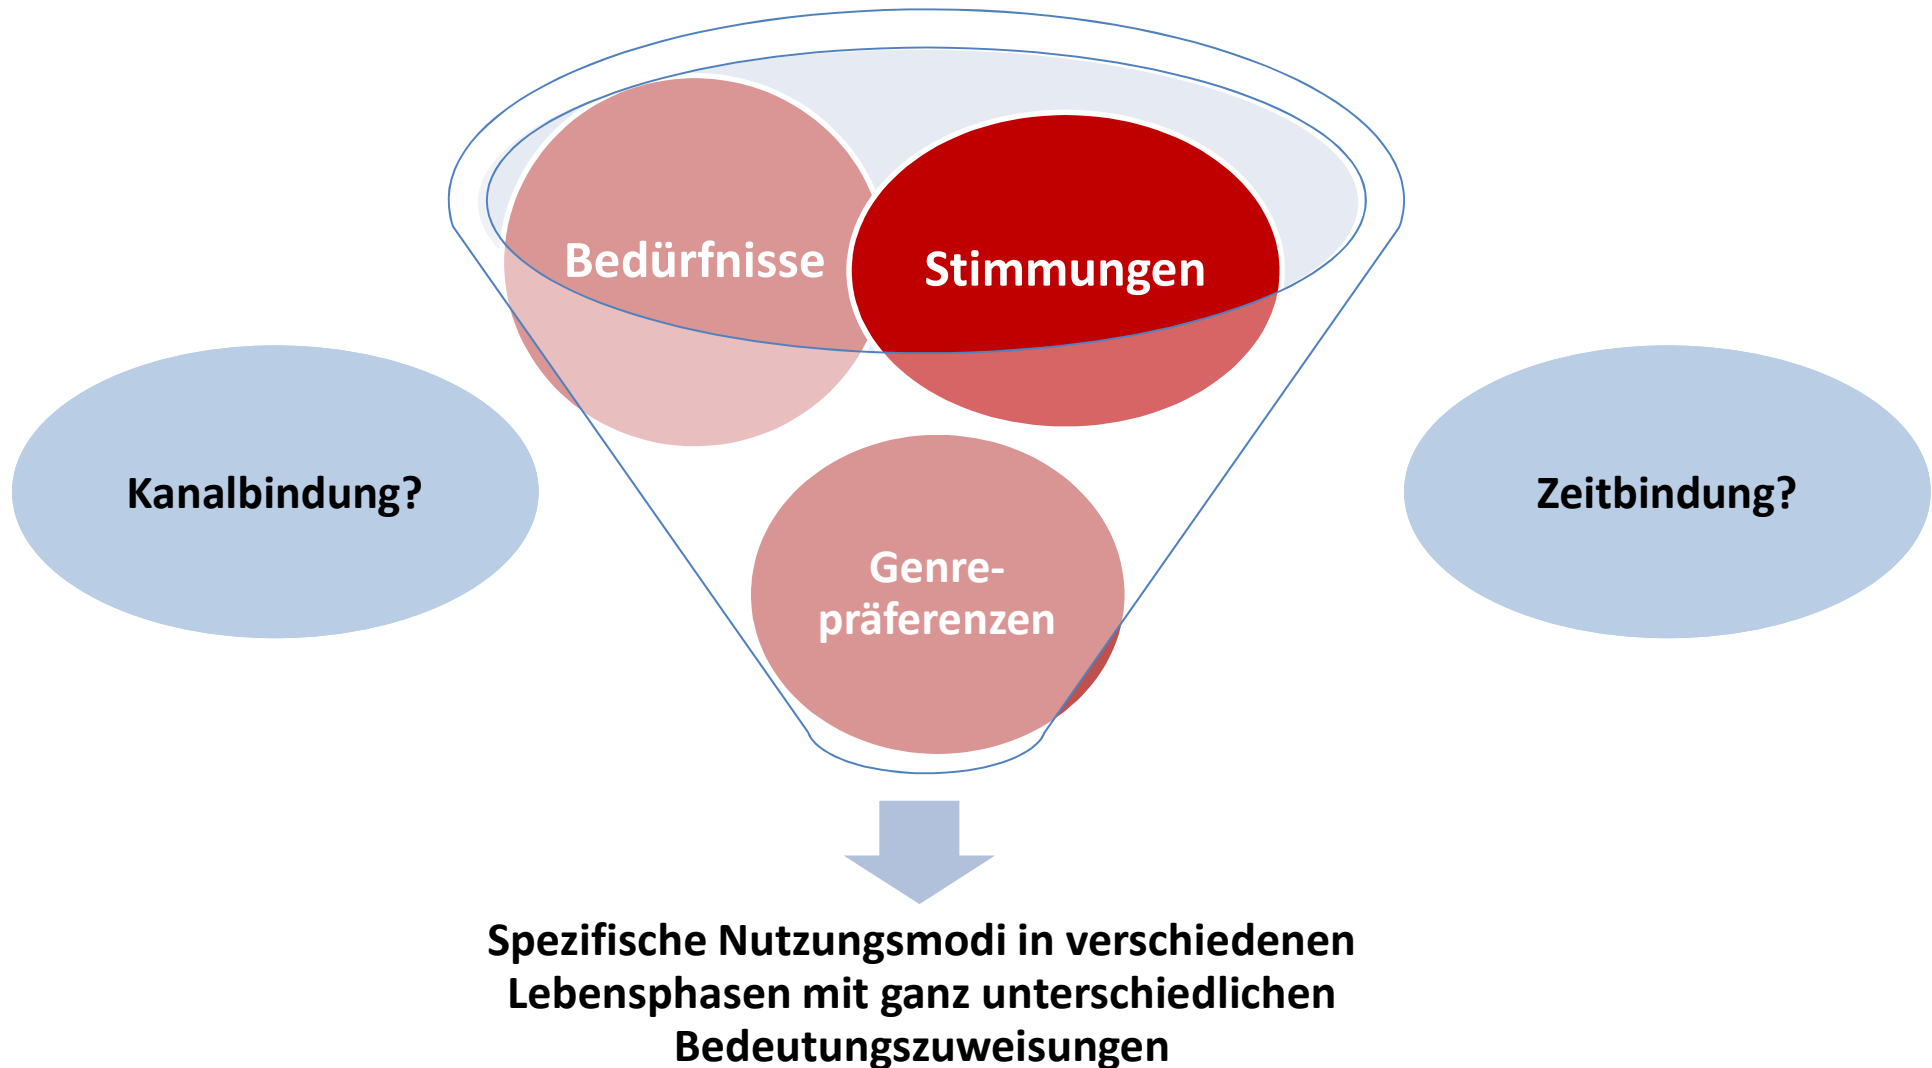 Bedürfnisse
Stimmungen
Kanalbindung?
Zeitbindung?
Genre-
präferenzen
Spezifische Nutzungsmodi in verschiedenen
Lebensphasen mit ganz unterschiedlichen
Bedeutungszuweisungen